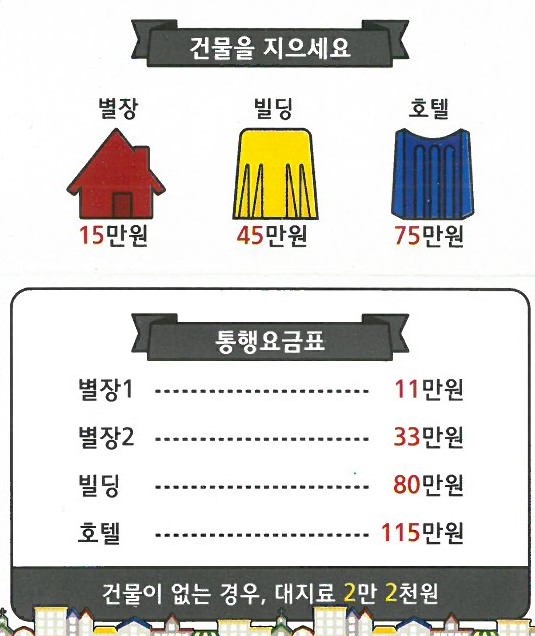 건물을 지으세요
별장 빌딩 호텔
15만원 45만원 75만원
통행요금표
별장1 ---------------------- 11만원
별장2 ---------------------- 33만원
빌딩 ---------------------- 80만원
호텔 ---------------------- 115만원
건물이 없는 경우, 대지료 2만 2천원